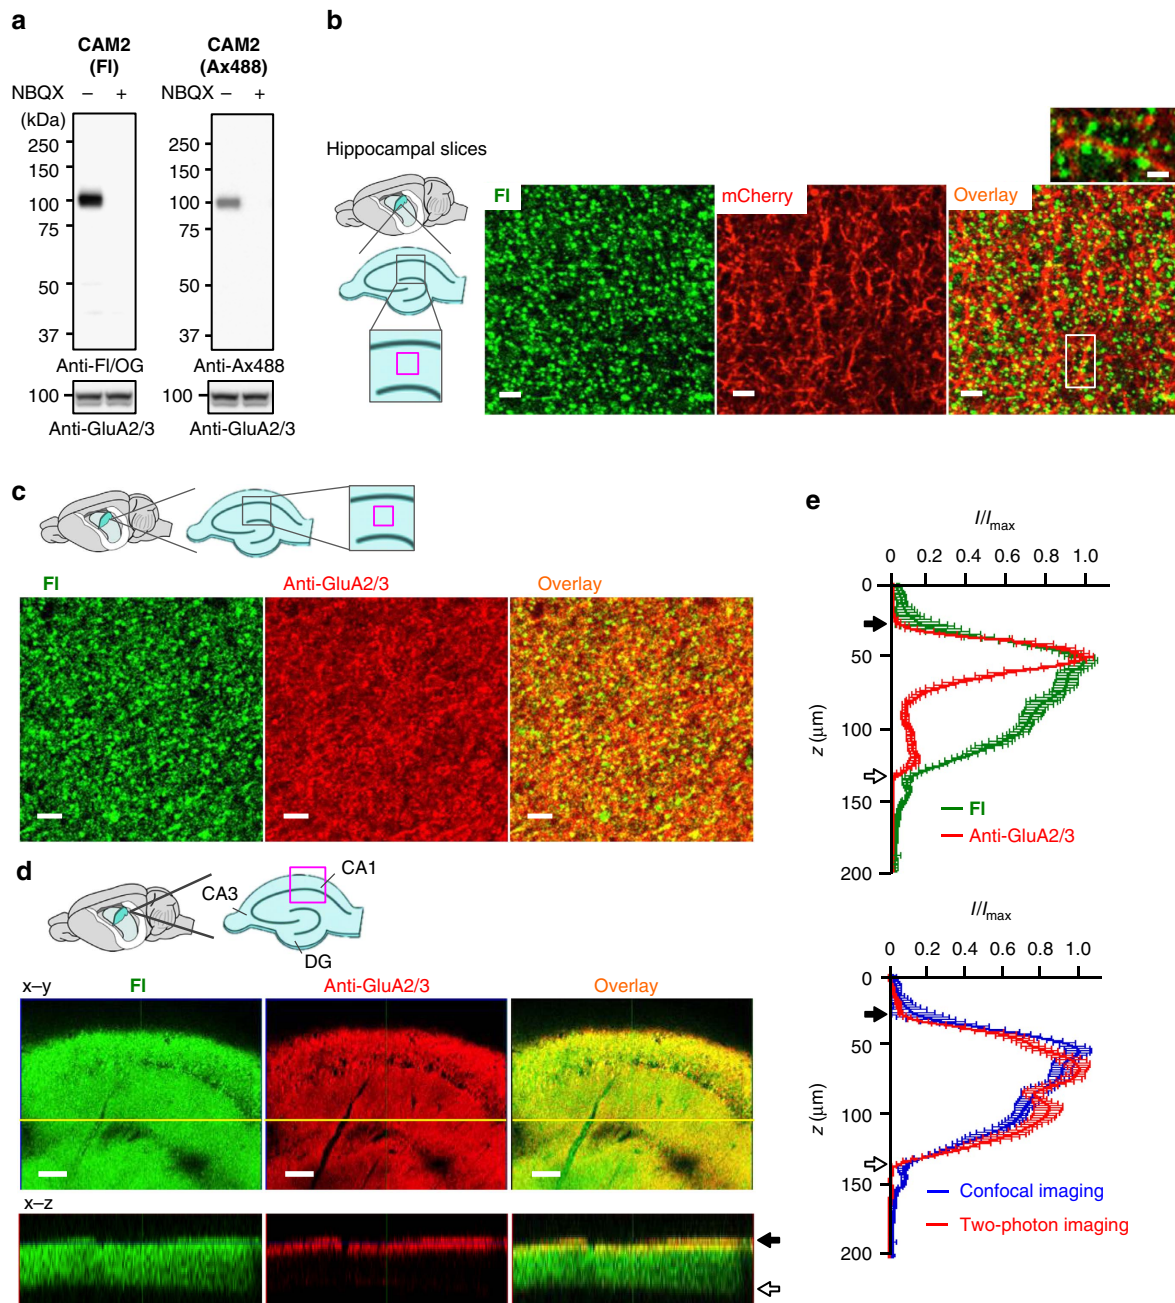 a
CAM2
(Fl)
CAM2
(Ax488)
NBQX – +
NBQX – +
(kDa)
250
150
100
75
50
37
250
150
100
75
50
37
Anti-Fl/OG
Anti-Ax488
100
100
Anti-GluA2/3
Anti-GluA2/3
b
Hippocampal slices
Fl
mCherry
Overlay
c
Fl
Anti-GluA2/3
Overlay
d
CA3
CA1
DG
x–y
Fl
Anti-GluA2/3
Overlay
x–z
e
I/Imax
0 0.2 0.4 0.6 0.8 1.0
0
50
100
150
200
z (µm)
Fl
Anti-GluA2/3
I/Imax
0 0.2 0.4 0.6 0.8 1.0
0
50
100
150
200
z (µm)
Confocal imaging
Two-photon imaging